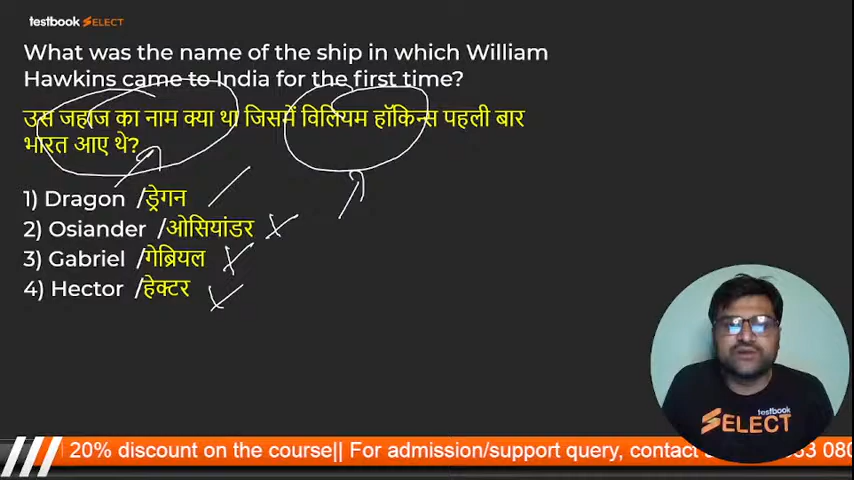 testbook SELECT
What was the name of the ship in which William
Hawkins came to India for the first time?
उस जहाज का नाम क्या था जिसमें विलियम हॉकिन्स पहली बार
भारत आए थे?
1) Dragon /ड्रेगन
2) Osiander /ओसियांडर
3) Gabriel /गेब्रियल
4) Hector /हेक्टर
testbook
SELECT
20% discount on the course|| For admission/support query, contact